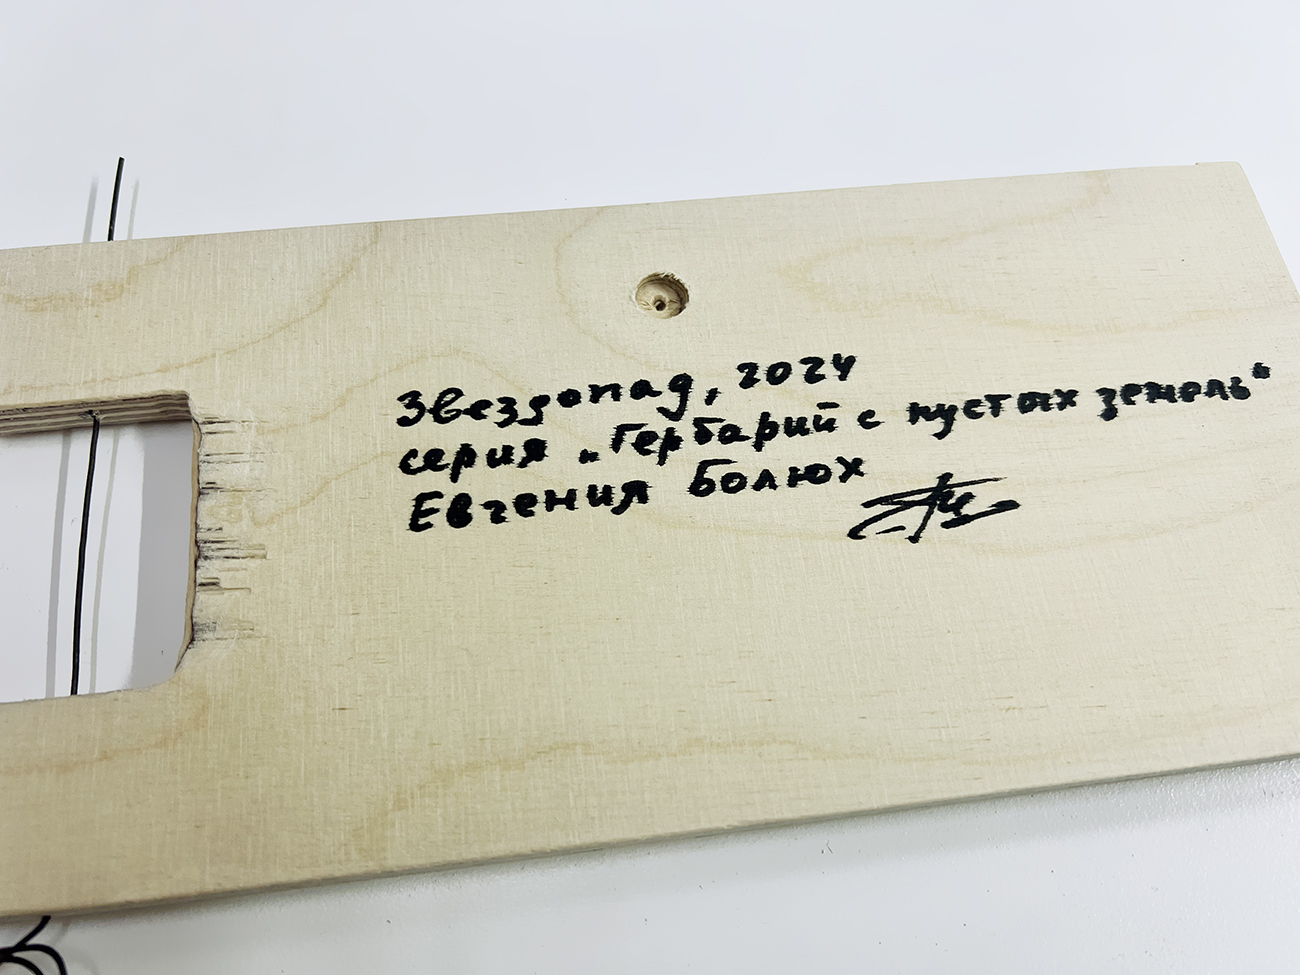 Звездопад, 2024
серия „Гербарий с пустых земель“
Евгения Болюх